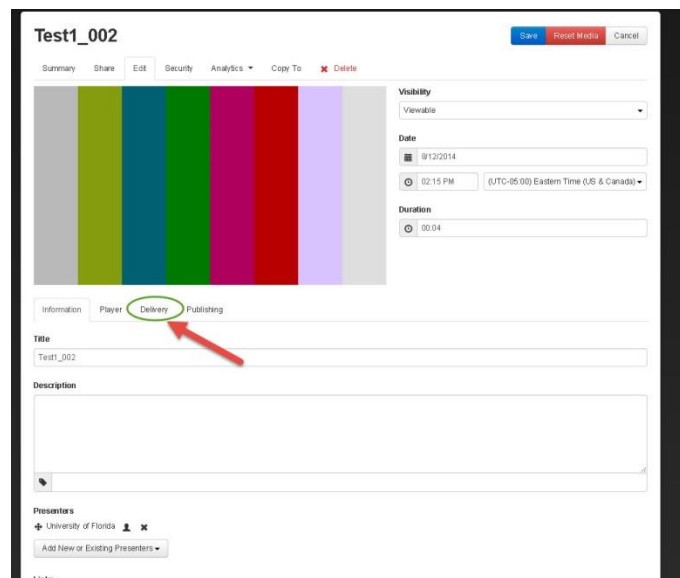 Test1_002
Save Reset Media Cancel
Summary Share Edit Security Analytics Copy To Delete
Visibility
Viewable
Date
8/12/2014
02:15 PM (UTC-05:00) Eastern Time (US & Canada)
Duration
00:04
Information Player Delivery Publishing
Title
Test1_002
Description
Presenters
University of Florida
Add New or Existing Presenters